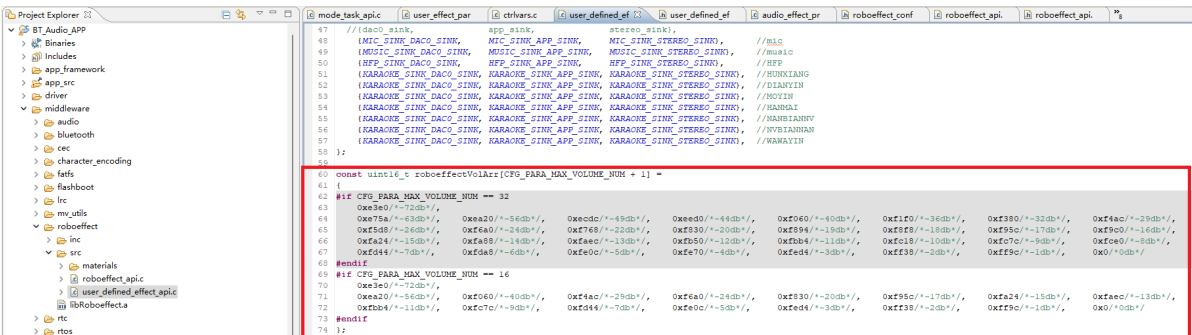 Project Explorer
mode_task_api.c
user_effect_par
ctrlvars.c
user_defined_ef
user_defined_ef
audio_effect_pr
roboeffect_conf
roboeffect_api.
roboeffect_api.
»8
BT_Audio_APP
Binaries
Includes
app_framework
app_src
driver
middleware
audio
bluetooth
cec
character_encoding
fatfs
flashboot
lrc
mv_utils
roboeffect
inc
src
materials
roboeffect_api.c
user_defined_effect_api.c
libRoboeffect.a
rtc
rtos
47 //{dac0_sink, app_sink, stereo_sink},
48 {MIC_SINK_DAC0_SINK, MIC_SINK_APP_SINK, MIC_SINK_STEREO_SINK}, //mic
49 {MUSIC_SINK_DAC0_SINK, MUSIC_SINK_APP_SINK, MUSIC_SINK_STEREO_SINK}, //music
50 {HFP_SINK_DAC0_SINK, HFP_SINK_APP_SINK, HFP_SINK_STEREO_SINK}, //HFP
51 {KARAOKE_SINK_DAC0_SINK, KARAOKE_SINK_APP_SINK, KARAOKE_SINK_STEREO_SINK}, //HUNXIANG
52 {KARAOKE_SINK_DAC0_SINK, KARAOKE_SINK_APP_SINK, KARAOKE_SINK_STEREO_SINK}, //DIANYIN
53 {KARAOKE_SINK_DAC0_SINK, KARAOKE_SINK_APP_SINK, KARAOKE_SINK_STEREO_SINK}, //MOYIN
54 {KARAOKE_SINK_DAC0_SINK, KARAOKE_SINK_APP_SINK, KARAOKE_SINK_STEREO_SINK}, //HANMAI
55 {KARAOKE_SINK_DAC0_SINK, KARAOKE_SINK_APP_SINK, KARAOKE_SINK_STEREO_SINK}, //NANBIANNV
56 {KARAOKE_SINK_DAC0_SINK, KARAOKE_SINK_APP_SINK, KARAOKE_SINK_STEREO_SINK}, //NVBIANNAN
57 {KARAOKE_SINK_DAC0_SINK, KARAOKE_SINK_APP_SINK, KARAOKE_SINK_STEREO_SINK}, //WAWAYIN
58 };
59
60 const uint16_t roboeffectVolArr[CFG_PARA_MAX_VOLUME_NUM + 1] =
61 {
62 #if CFG_PARA_MAX_VOLUME_NUM == 32
63 0xe3e0/*-72db*/,
64 0xe75a/*-63db*/, 0xea20/*-56db*/, 0xecdc/*-49db*/, 0xeed0/*-44db*/, 0xf060/*-40db*/, 0xf1f0/*-36db*/, 0xf380/*-32db*/, 0xf4ac/*-29db*/,
65 0xf5d8/*-26db*/, 0xf6a0/*-24db*/, 0xf768/*-22db*/, 0xf830/*-20db*/, 0xf894/*-19db*/, 0xf8f8/*-18db*/, 0xf95c/*-17db*/, 0xf9c0/*-16db*/,
66 0xfa24/*-15db*/, 0xfa88/*-14db*/, 0xfaec/*-13db*/, 0xfb50/*-12db*/, 0xfbb4/*-11db*/, 0xfc18/*-10db*/, 0xfc7c/*-9db*/, 0xfce0/*-8db*/,
67 0xfd44/*-7db*/, 0xfda8/*-6db*/, 0xfe0c/*-5db*/, 0xfe70/*-4db*/, 0xfed4/*-3db*/, 0xff38/*-2db*/, 0xff9c/*-1db*/, 0x0/*0db*/
68 #endif
69 #if CFG_PARA_MAX_VOLUME_NUM == 16
70 0xe3e0/*-72db*/,
71 0xea20/*-56db*/, 0xf060/*-40db*/, 0xf4ac/*-29db*/, 0xf6a0/*-24db*/, 0xf830/*-20db*/, 0xf95c/*-17db*/, 0xfa24/*-15db*/, 0xfaec/*-13db*/,
72 0xfbb4/*-11db*/, 0xfc7c/*-9db*/, 0xfd44/*-7db*/, 0xfe0c/*-5db*/, 0xfed4/*-3db*/, 0xff38/*-2db*/, 0xff9c/*-1db*/, 0x0/*0db*/
73 #endif
74 };